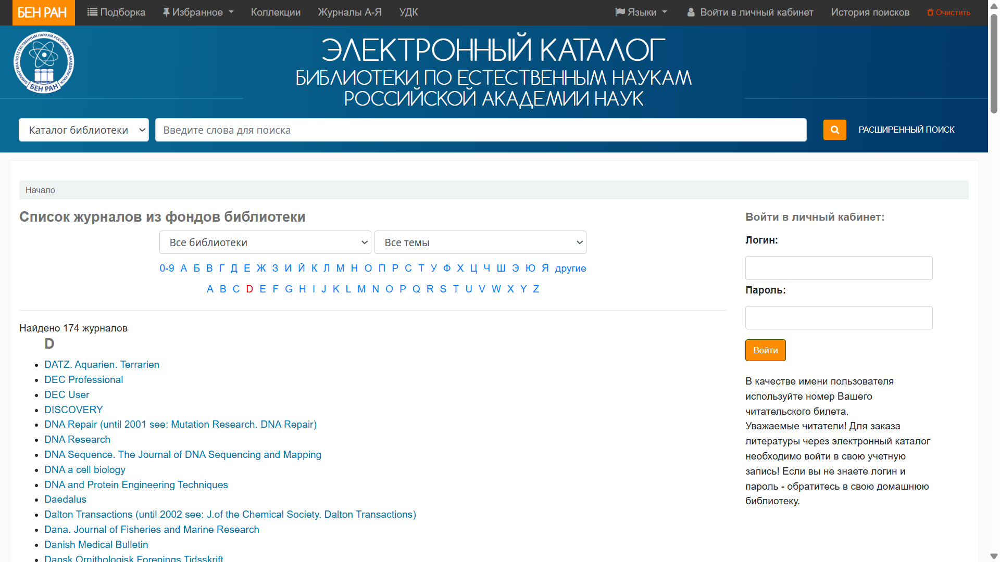 БЕН РАН Подборка Избранное Коллекции Журналы А-Я УДК Языки Войти в личный кабинет История поисков Очистить
БИБЛИОТЕКА ПО ЕСТЕСТВЕННЫМ НАУКАМ РОССИЙСКОЙ АКАДЕМИИ НАУК
БЕН РАН
ЭЛЕКТРОННЫЙ КАТАЛОГ
БИБЛИОТЕКИ ПО ЕСТЕСТВЕННЫМ НАУКАМ
РОССИЙСКОЙ АКАДЕМИИ НАУК
Каталог библиотеки Введите слова для поиска РАСШИРЕННЫЙ ПОИСК
Начало
Список журналов из фондов библиотеки
Все библиотеки Все темы
0-9 А Б В Г Д Е Ж З И Й К Л М Н О П Р С Т У Ф Х Ц Ч Ш Э Ю Я другие
A B C D E F G H I J K L M N O P Q R S T U V W X Y Z
Найдено 174 журналов
D
DATZ. Aquarien. Terrarien
DEC Professional
DEC User
DISCOVERY
DNA Repair (until 2001 see: Mutation Research. DNA Repair)
DNA Research
DNA Sequence. The Journal of DNA Sequencing and Mapping
DNA a cell biology
DNA and Protein Engineering Techniques
Daedalus
Dalton Transactions (until 2002 see: J.of the Chemical Society. Dalton Transactions)
Dana. Journal of Fisheries and Marine Research
Danish Medical Bulletin
Dansk Ornithologisk Forenings Tidsskrift
Войти в личный кабинет:
Логин:
Пароль:
Войти
В качестве имени пользователя
используйте номер Вашего
читательского билета.
Уважаемые читатели! Для заказа
литературы через электронный каталог
необходимо войти в свою учетную
запись! Если вы не знаете логин и
пароль - обратитесь в свою домашнюю
библиотеку.